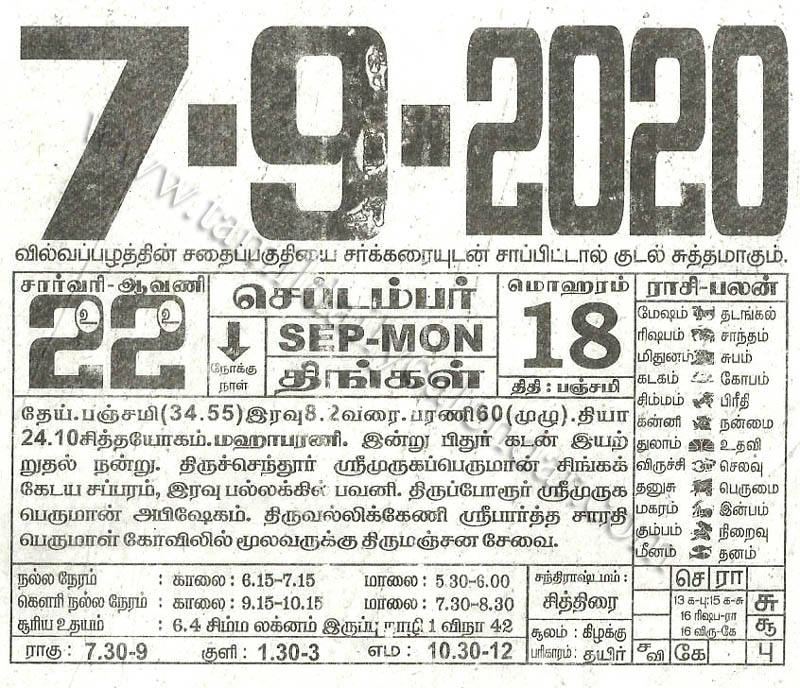 7-9-2020
வில்வப்பழத்தின் சதைப்பகுதியை சர்க்கரையுடன் சாப்பிட்டால் குடல் சுத்தமாகும்.
சார்வரி-ஆவணி
22
உ உ
செப்டம்பர்
நோக்கு
நாள்
SEP-MON
திங்கள்
மொஹரம்
18
திதி : பஞ்சமி
ராசி-பலன்
மேஷம் தடங்கல்
ரிஷபம் சாந்தம்
மிதுனம் சுபம்
கடகம் கோபம்
சிம்மம் பிரீதி
கன்னி நன்மை
துலாம் உதவி
விருச்சி செலவு
தனுசு பெருமை
மகரம் இன்பம்
கும்பம் நிறைவு
மீனம் தனம்
தேய்.பஞ்சமி(34.55)இரவு8.2வரை.பரணி60(முழு).தியா
24.10சித்தயோகம்.மஹாபரணி. இன்று பிதுர் கடன் இயற்
றுதல் நன்று. திருச்செந்தூர் ஸ்ரீமுருகப்பெருமான் சிங்கக்
கேடய சப்பரம், இரவு பல்லக்கில் பவனி. திருப்போரூர் ஸ்ரீமுருக
பெருமான் அபிஷேகம். திருவல்லிக்கேணி ஸ்ரீபார்த்த சாரதி
பெருமாள் கோவிலில் மூலவருக்கு திருமஞ்சன சேவை.
நல்ல நேரம் : காலை : 6.15-7.15 மாலை : 5.30-6.00
கௌரி நல்ல நேரம் : காலை : 9.15-10.15 மாலை : 7.30-8.30
சூரிய உதயம் : 6.4 சிம்ம லக்னம் இருப்பு நாழி 1 விநா 42
ராகு : 7.30-9 குளி : 1.30-3 எம : 10.30-12
சந்திராஷ்டமம் :
சித்திரை
சூலம் : கிழக்கு
பரிகாரம் : தயிர்
செ ரா
13 க-பு:15 க-சு
16 ரிஷப-ரா
16 விரு-கே
சு
சூ
சவி கே பு
www.tamildailycalendar.com